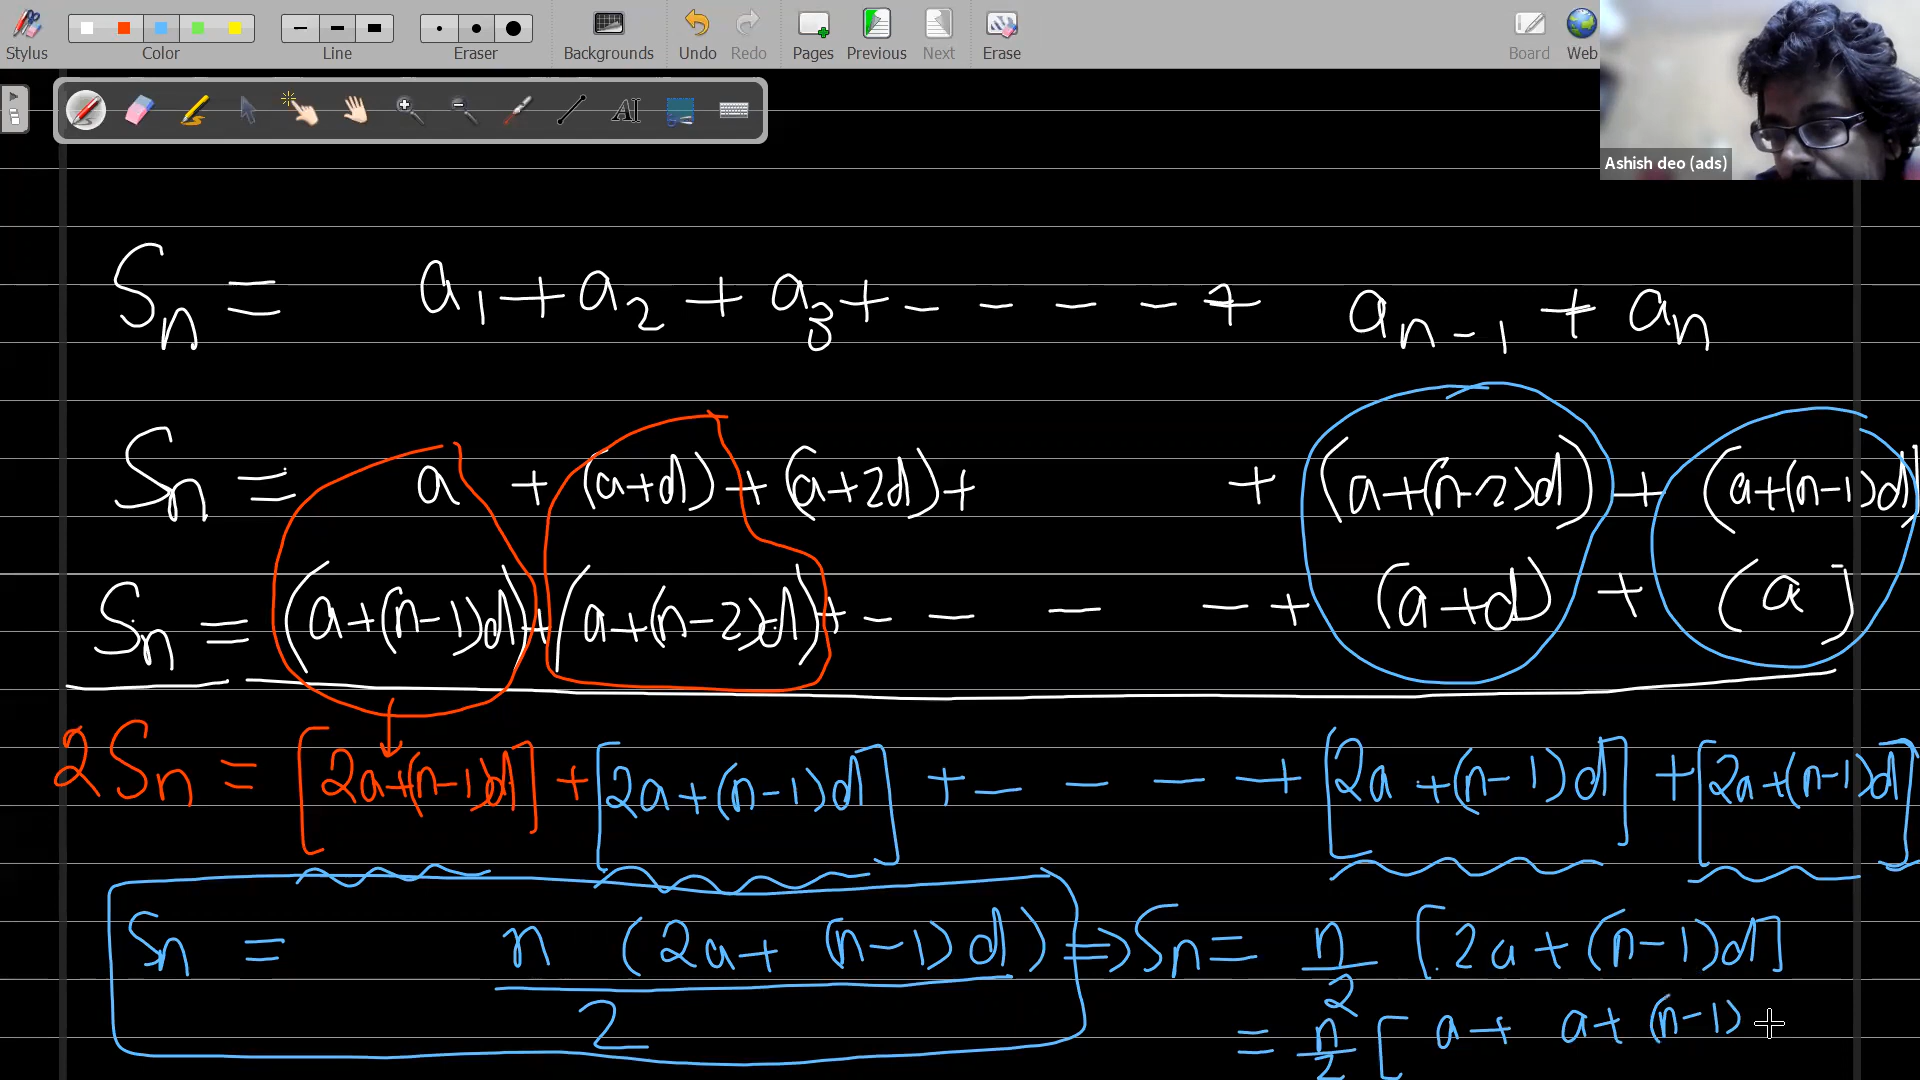 Stylus Color Line Eraser Backgrounds Undo Redo Pages Previous Next Erase Board Web
AI
Ashish deo (ads)
Sn = a1 + a2 + a3 + - - - - + an-1 + an
Sn = a + (a+d) + (a+2d) + + (a+(n-2)d) + (a+(n-1)d)
Sn = (a+(n-1)d) + (a+(n-2)d) + - - - - + (a+d) + (a)
2Sn = [2a+(n-1)d] + [2a+(n-1)d] + - - - + [2a+(n-1)d] + [2a+(n-1)d]
Sn = n (2a+ (n-1)d) / 2 => Sn = n/2 [2a+(n-1)d]
= n/2 [ a+ a+ (n-1)